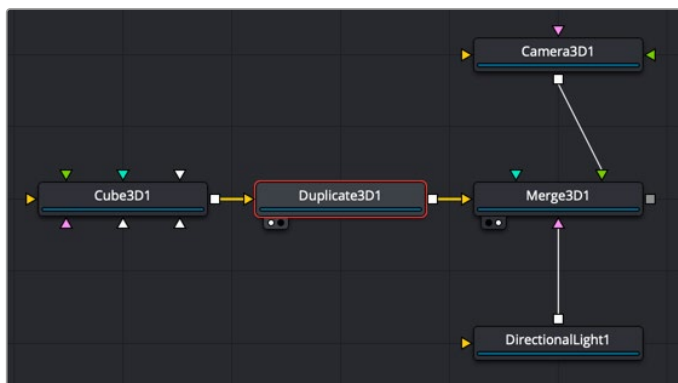 Camera3D1
Cube3D1
Duplicate3D1
Merge3D1
DirectionalLight1